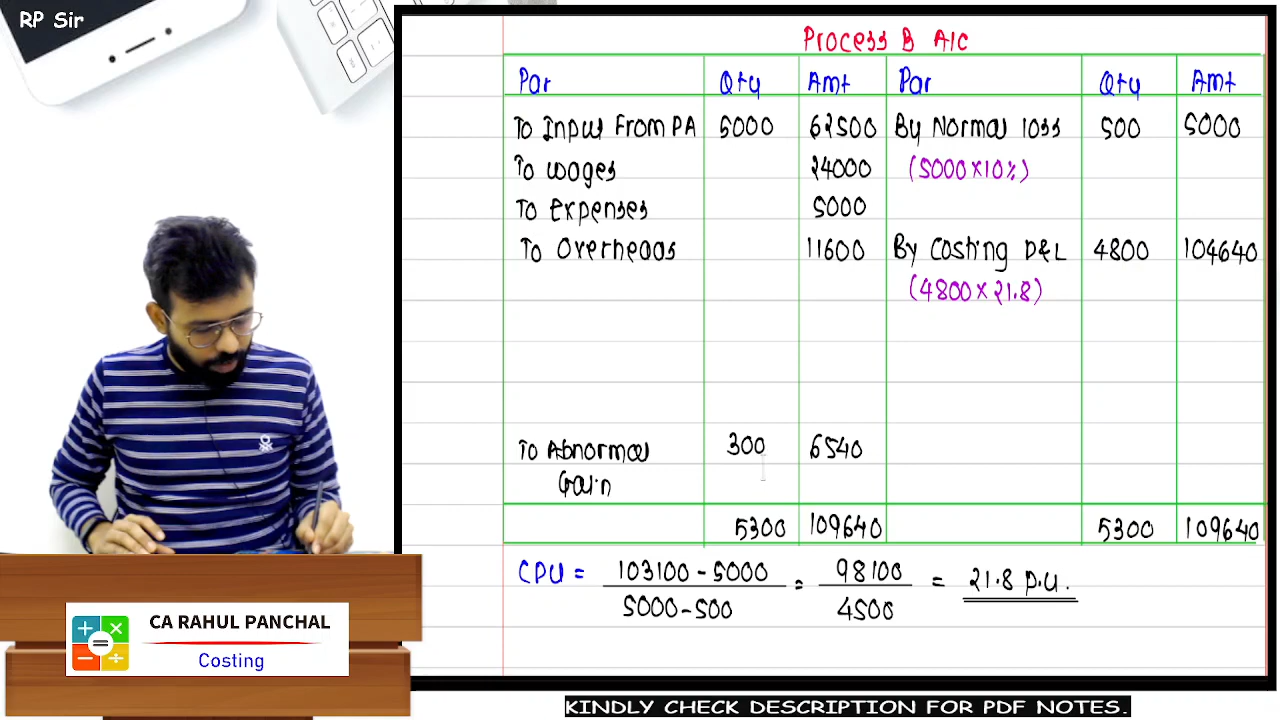 RP Sir
Process B A/c
Par Qty Amt Par Qty Amt
To Input From PA 5000 62500 By Normal loss 500 5000
To wages 24000 (5000×10%)
To Expenses 5000
To Overheads 11600 By Costing P&L 4800 104640
(4800×21.8)
To Abnormal 300 6540
Gain
5300 109640 5300 109640
CPU = 103100 - 5000 = 98100 = 21.8 P.U.
5000 - 500 4500
CA RAHUL PANCHAL
Costing
KINDLY CHECK DESCRIPTION FOR PDF NOTES.